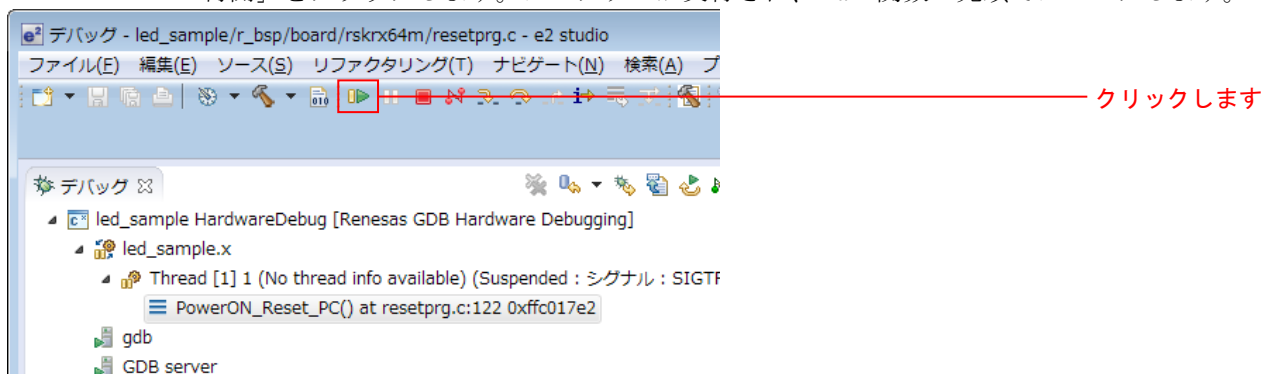 デバッグ - led_sample/r_bsp/board/rskrx64m/resetprg.c - e2 studio
ファイル(F) 編集(E) ソース(S) リファクタリング(T) ナビゲート(N) 検索(A) プ
クリックします
デバッグ
led_sample HardwareDebug [Renesas GDB Hardware Debugging]
led_sample.x
Thread [1] 1 (No thread info available) (Suspended : シグナル : SIGTR
PowerON_Reset_PC() at resetprg.c:122 0xffc017e2
gdb
GDB server